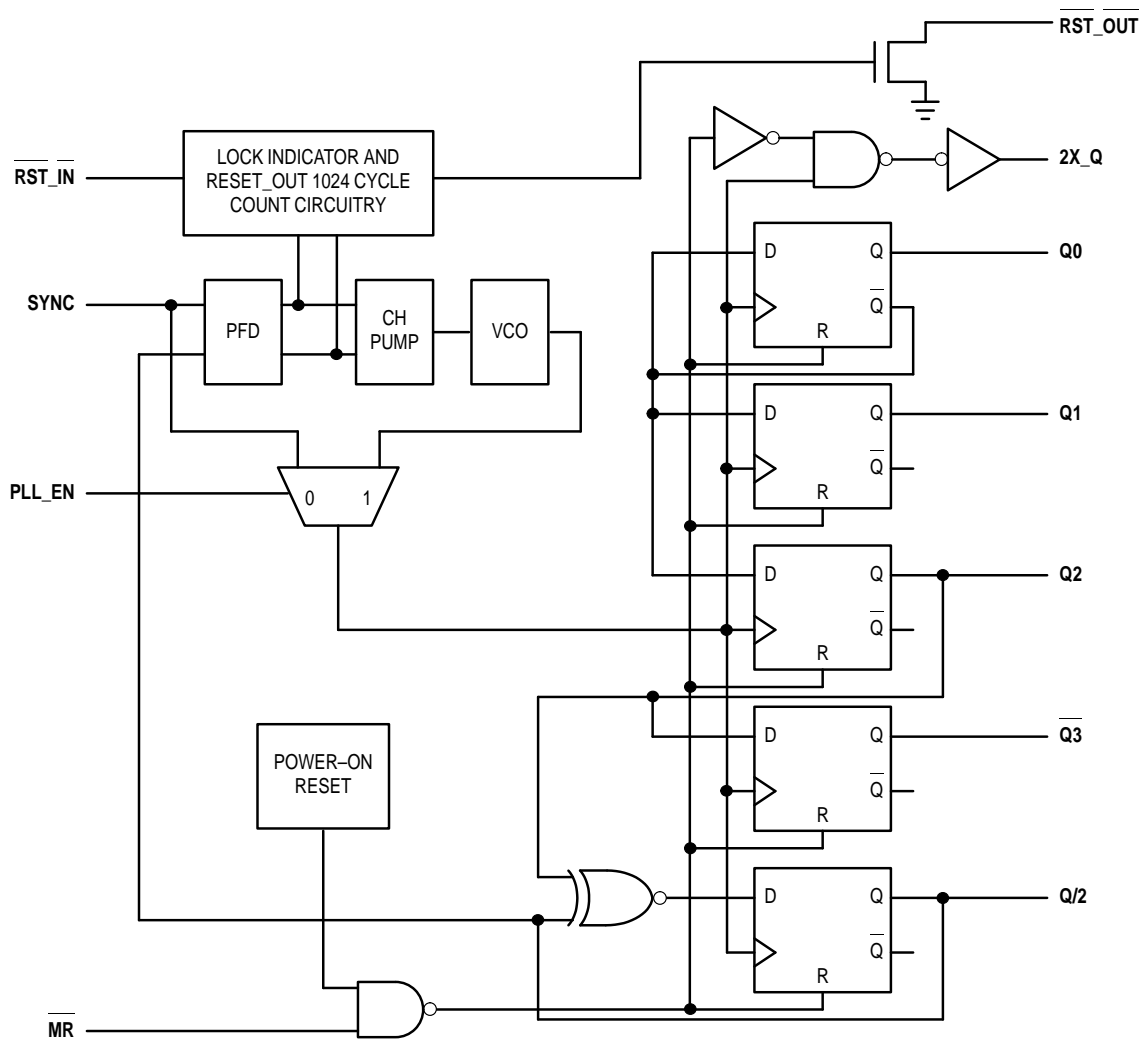 RST_OUT
LOCK INDICATOR AND
RESET_OUT 1024 CYCLE
COUNT CIRCUITRY
RST_IN
2X_Q
D
Q
Q0
Q
R
SYNC
PFD
CH
PUMP
VCO
D
Q
Q1
Q
R
PLL_EN
0
1
D
Q
Q2
Q
R
D
Q
Q3
Q
R
POWER–ON
RESET
D
Q
Q/2
Q
R
MR